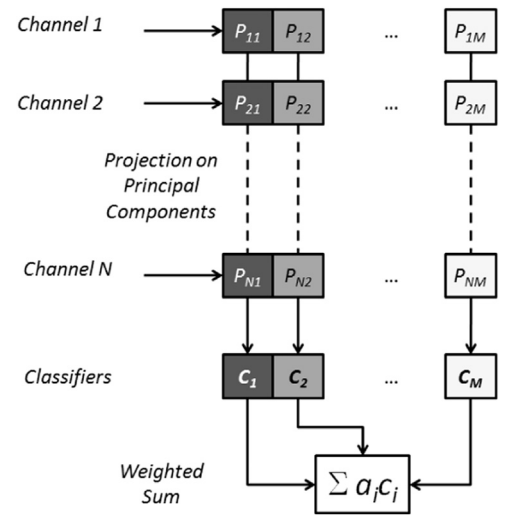 Channel 1 P11 P12 ... P1M
Channel 2 P21 P22 P2M
Projection on
Principal
Components
Channel N PN1 PN2 ... PNM
Classifiers C1 C2 ... CM
Weighted
Sum
Σ aici